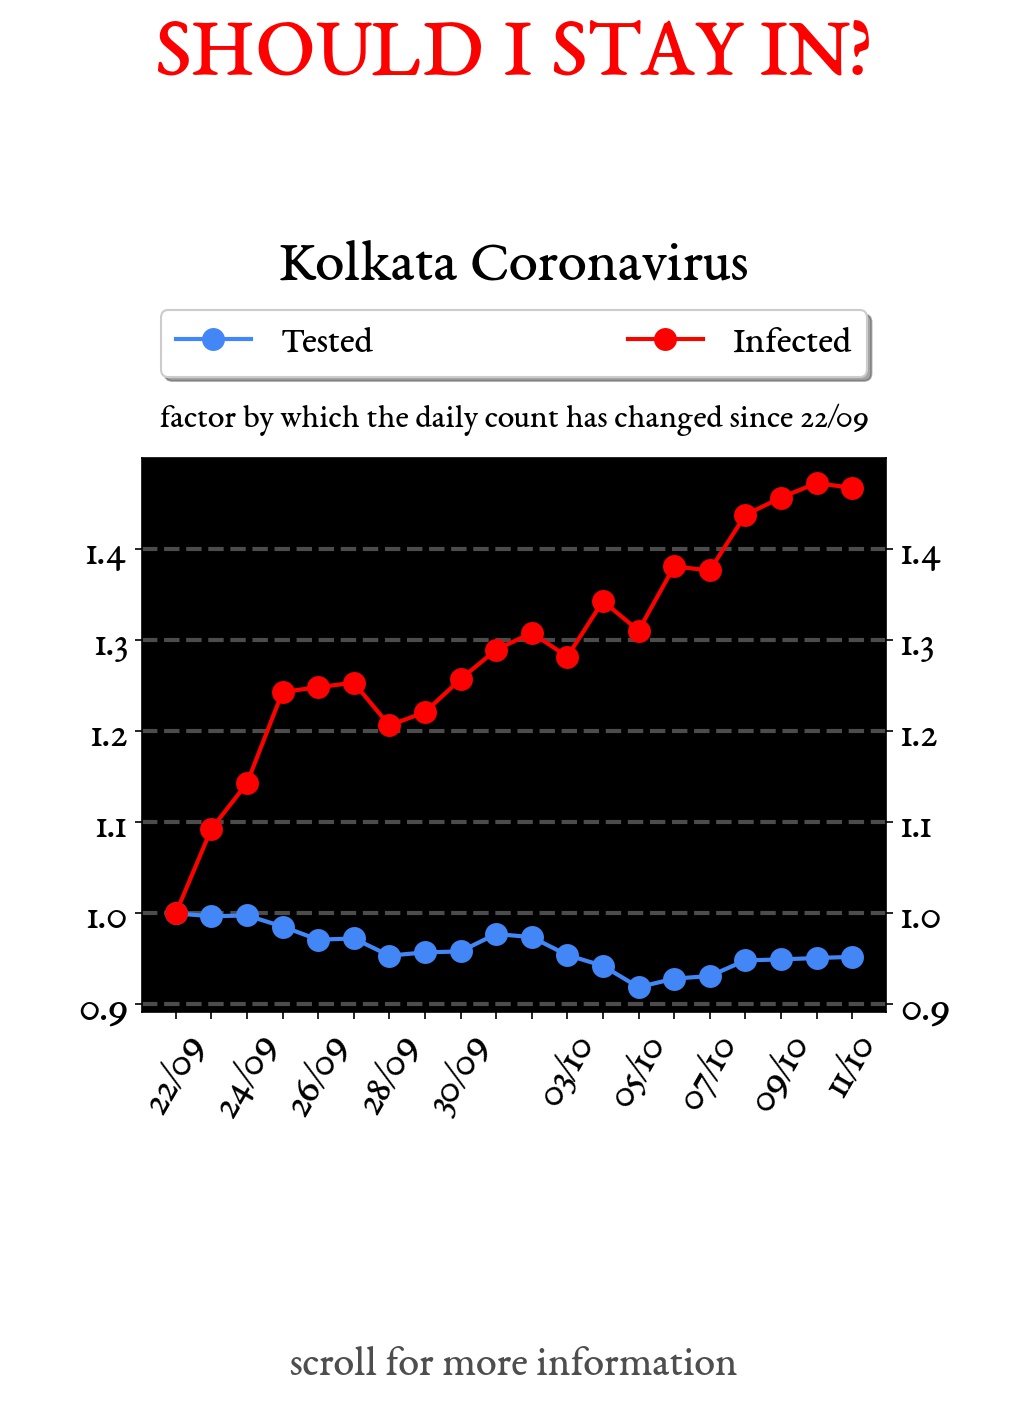 SHOULD I STAY IN?
Kolkata Coronavirus
Tested Infected
factor by which the daily count has changed since 22/09
1.4 1.4
1.3 1.3
1.2 1.2
1.1 1.1
1.0 1.0
0.9 0.9
22/09 24/09 26/09 28/09 30/09 03/10 05/10 07/10 09/10 11/10
scroll for more information